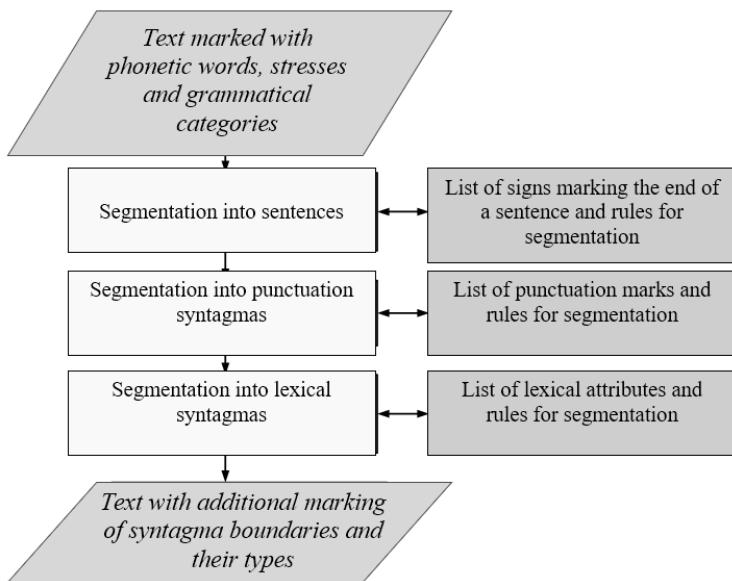 Text marked with
phonetic words, stresses
and grammatical
categories
Segmentation into sentences
List of signs marking the end of
a sentence and rules for
segmentation
Segmentation into punctuation
syntagmas
List of punctuation marks and
rules for segmentation
Segmentation into lexical
syntagmas
List of lexical attributes and
rules for segmentation
Text with additional marking
of syntagma boundaries and
their types